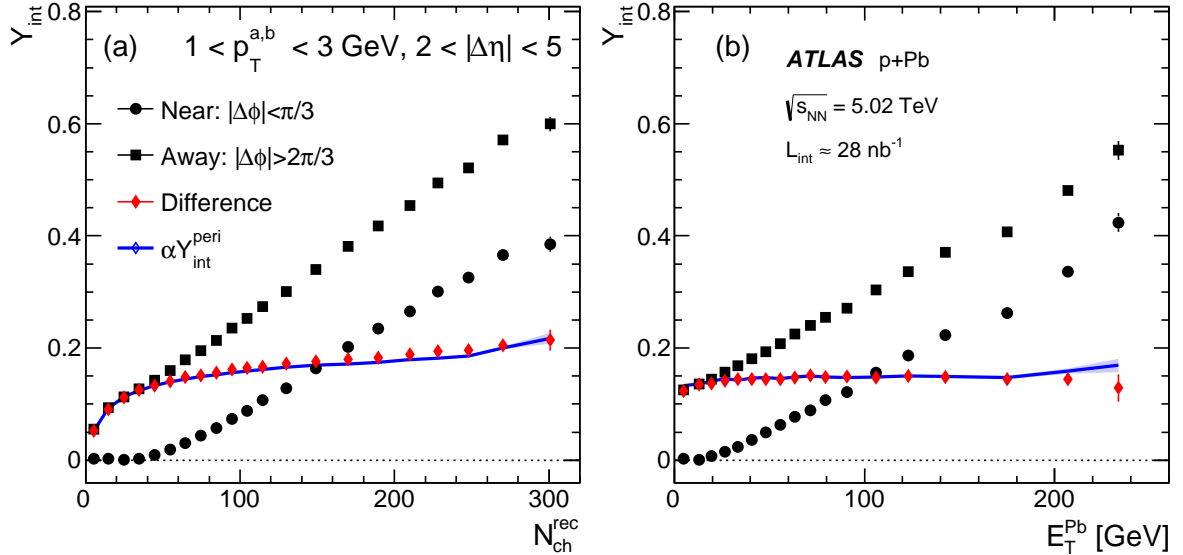 Y_int
(a) 1 < p_T^{a,b} < 3 GeV, 2 < |Δη| < 5
Near: |Δϕ|<π/3
Away: |Δϕ|>2π/3
Difference
αY_int^peri
0.8
0.6
0.4
0.2
0
0 100 200 300
N_ch^rec
Y_int
(b)
ATLAS p+Pb
√s_NN = 5.02 TeV
L_int ≈ 28 nb^-1
0.8
0.6
0.4
0.2
0
0 100 200
E_T^Pb [GeV]